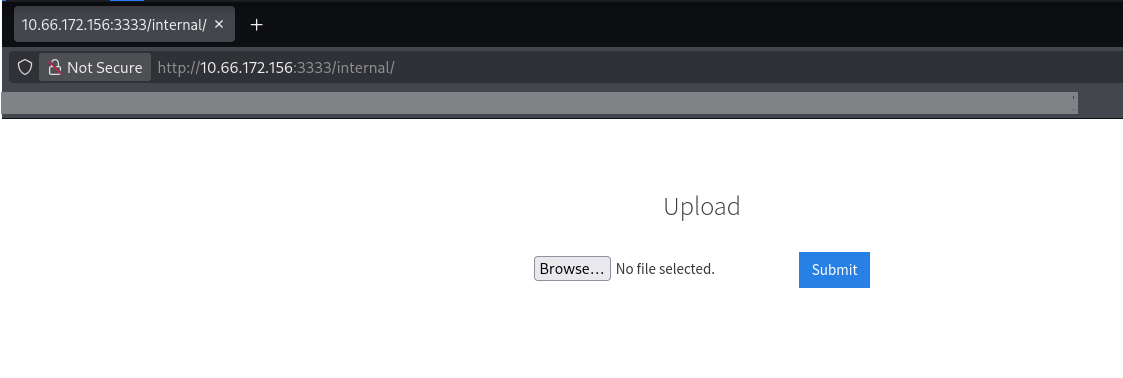 10.66.172.156:3333/internal/ × +
Not Secure http://10.66.172.156:3333/internal/
Upload
Browse... No file selected. Submit